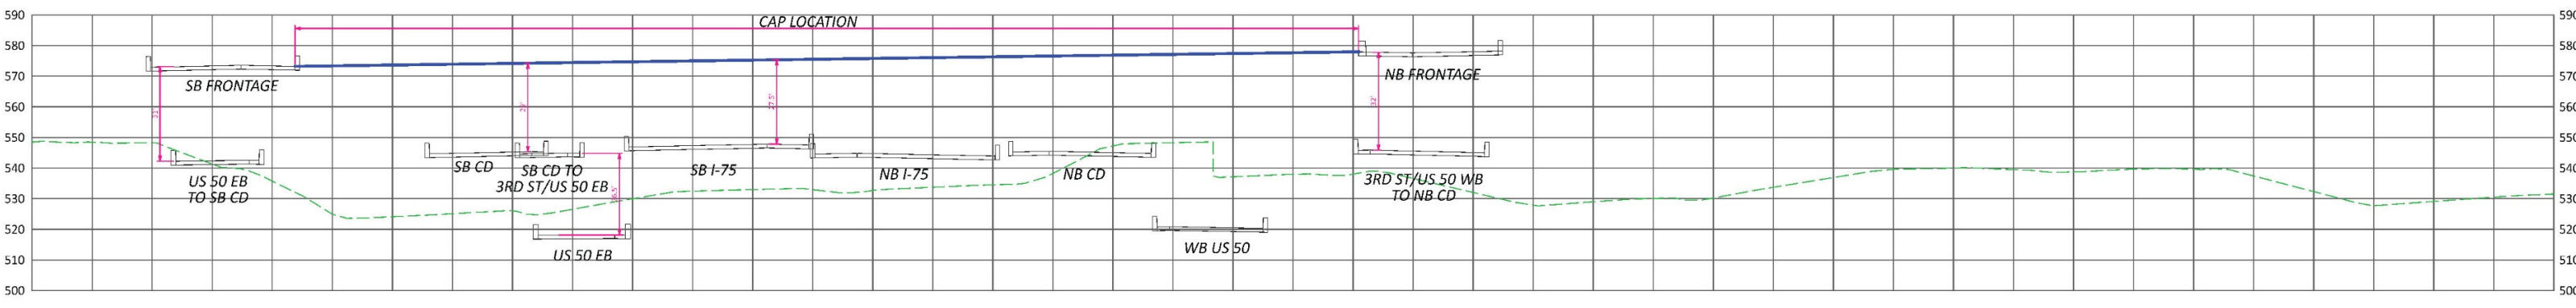 590
CAP LOCATION
590
580
580
570
SB FRONTAGE
NB FRONTAGE
570
560
31'
27.5'
32'
560
550
550
540
SB CD
SB CD TO
3RD ST/US 50 EB
SB I-75
NB I-75
NB CD
540
US 50 EB
TO SB CD
3RD ST/US 50 WB
TO NB CD
530
530
520
520
US 50 EB
WB US 50
510
510
500
500